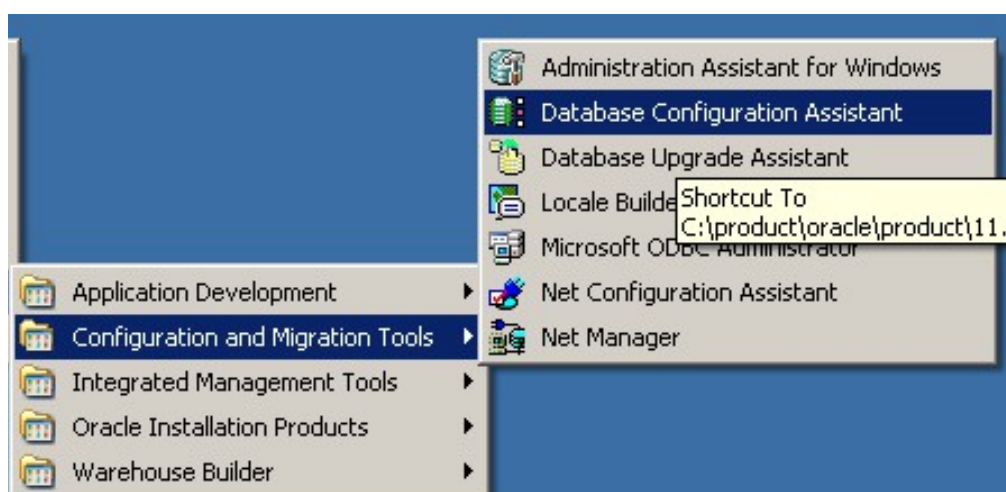 Administration Assistant for Windows
Database Configuration Assistant
Database Upgrade Assistant
Locale Builde
Shortcut To
C:\product\oracle\product\11.
Microsoft ODBC Administrator
Application Development
Net Configuration Assistant
Configuration and Migration Tools
Net Manager
Integrated Management Tools
Oracle Installation Products
Warehouse Builder